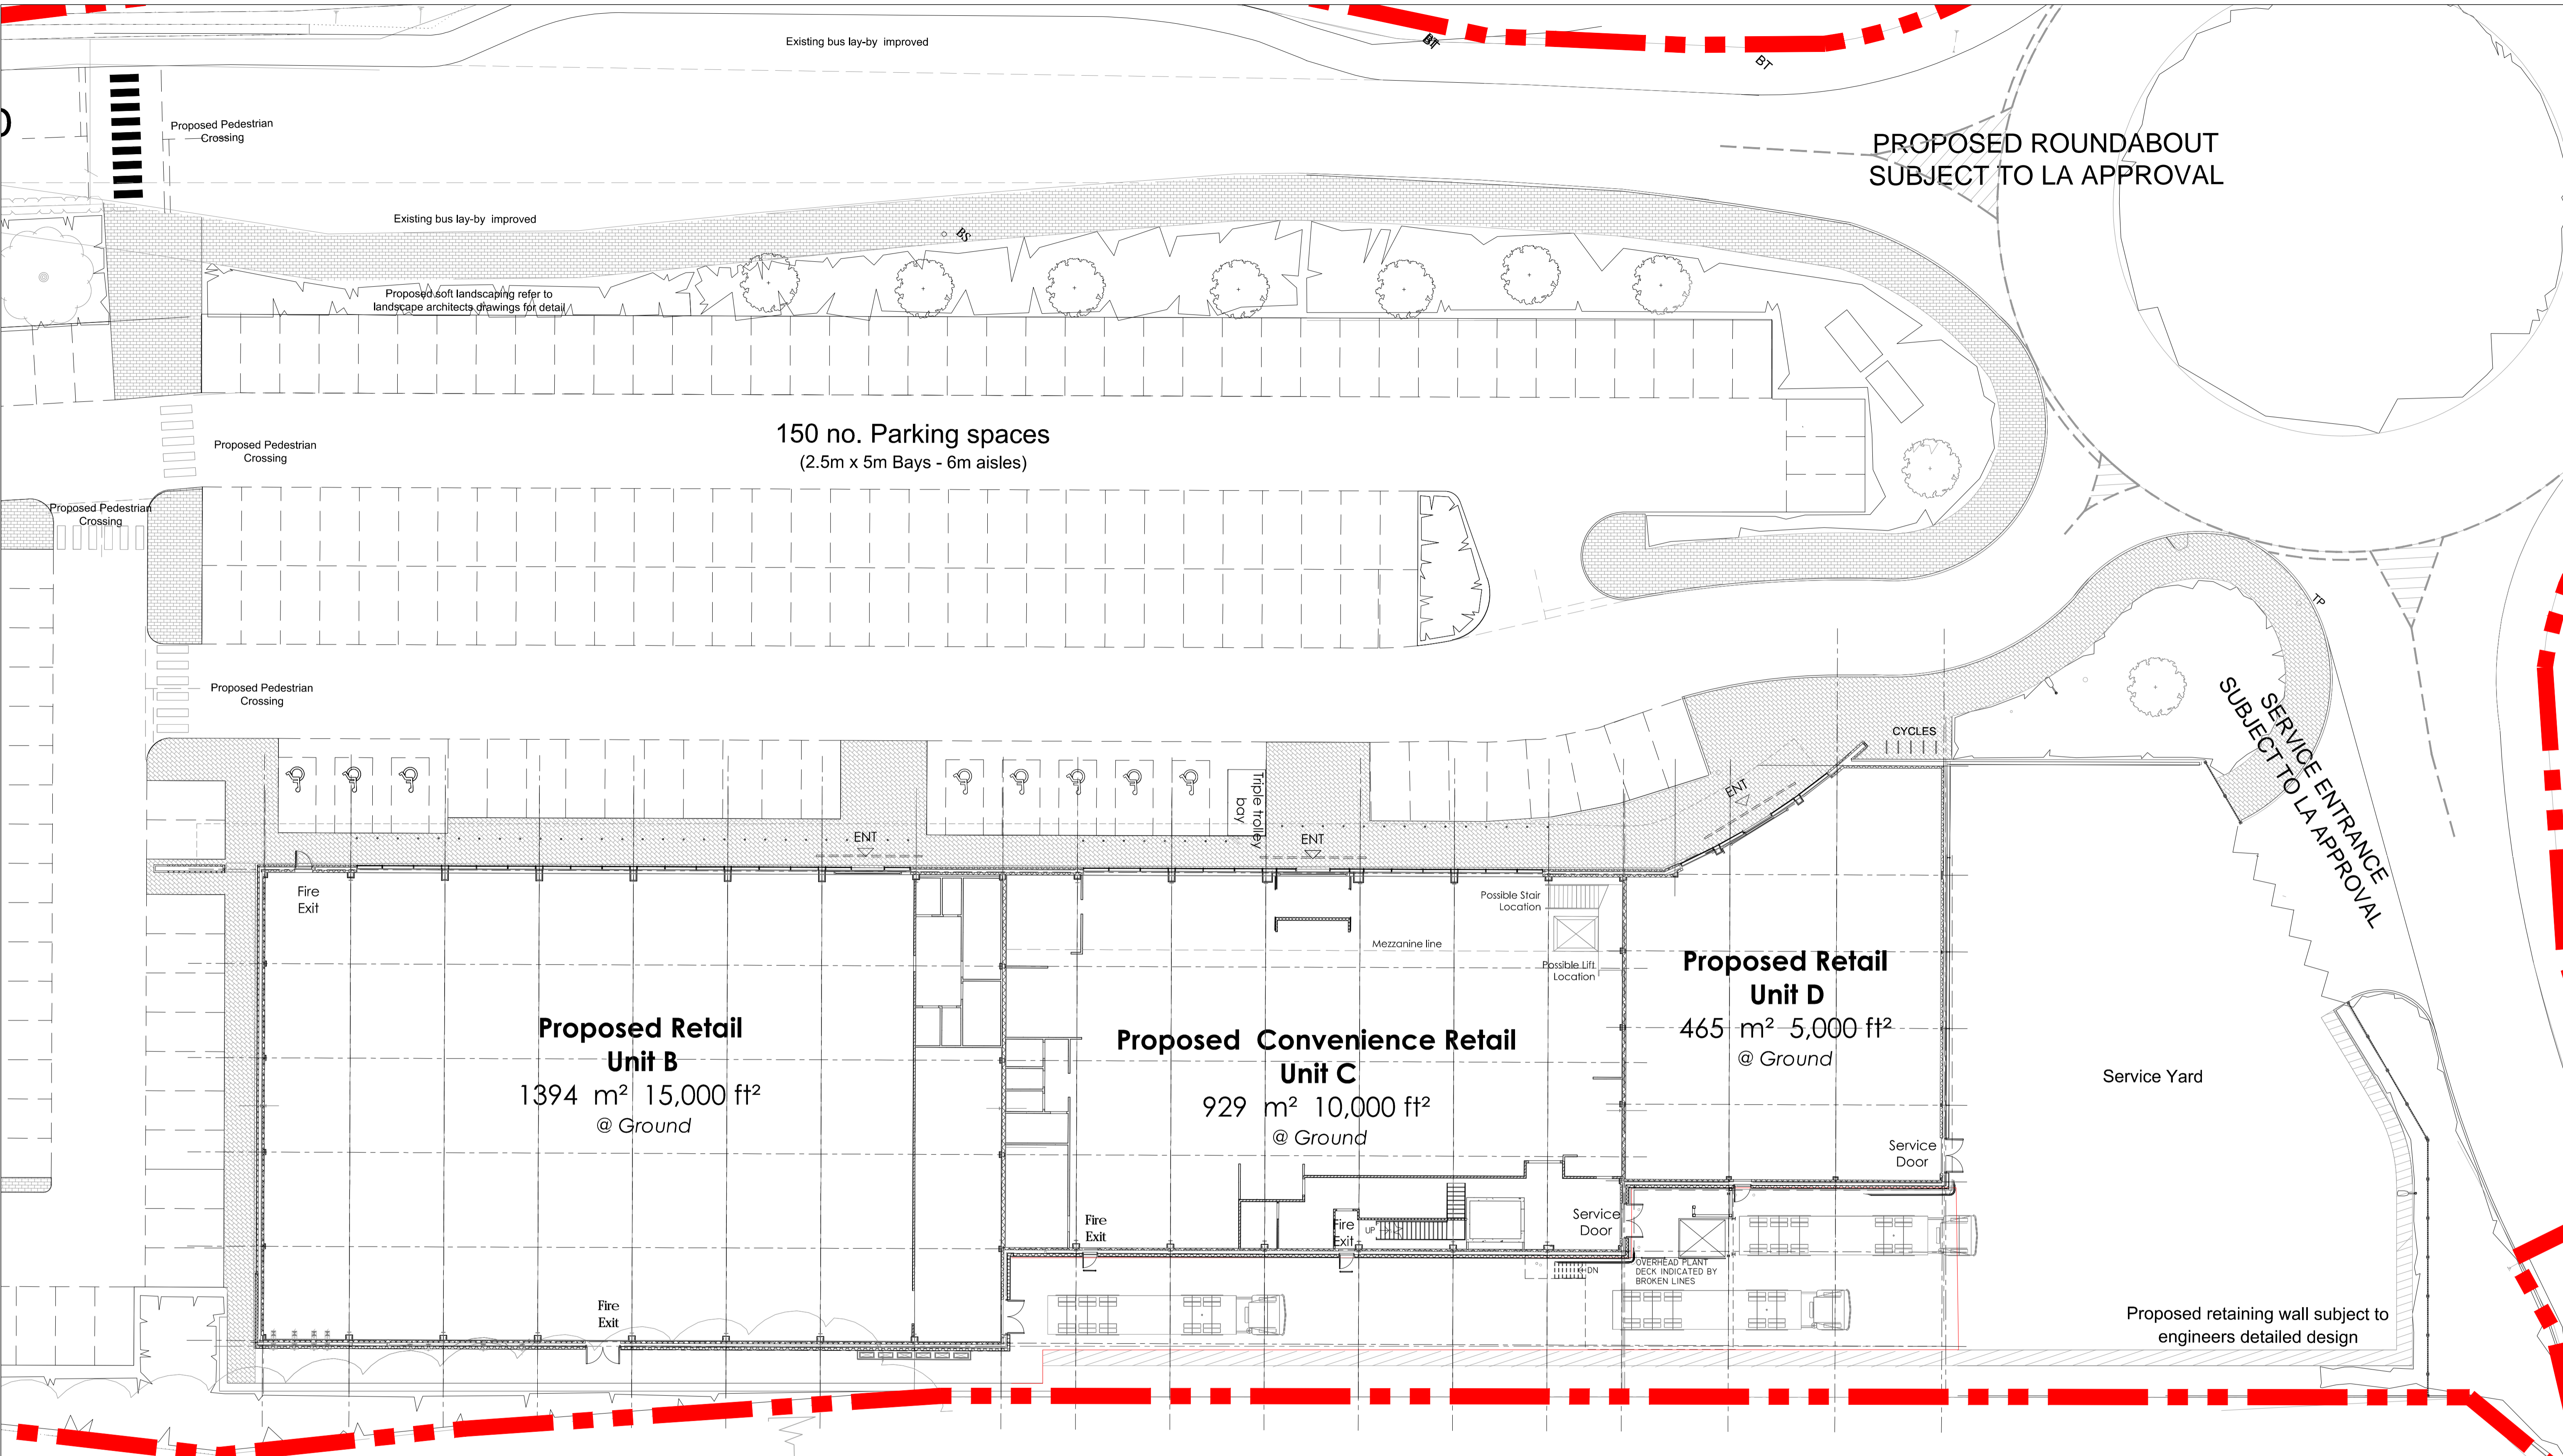 Existing bus lay-by improved
BT
BT
Proposed Pedestrian
Crossing
PROPOSED ROUNDABOUT
SUBJECT TO LA APPROVAL
Existing bus lay-by improved
BS
Proposed soft landscaping refer to
landscape architects drawings for detail
150 no. Parking spaces
(2.5m x 5m Bays - 6m aisles)
Proposed Pedestrian
Crossing
Proposed Pedestrian
Crossing
TP
Proposed Pedestrian
Crossing
SERVICE ENTRANCE
SUBJECT TO LA APPROVAL
CYCLES
Triple trolley
bay
ENT
ENT
ENT
Fire
Exit
Possible Stair
Location
Mezzanine line
Possible Lift
Location
Proposed Retail
Unit B
1394 m² 15,000 ft²
@ Ground
Proposed Convenience Retail
Unit C
929 m² 10,000 ft²
@ Ground
Proposed Retail
Unit D
465 m² 5,000 ft²
@ Ground
Service Yard
Service
Door
Fire
Exit
Fire
Exit
UP
Service
Door
DN
OVERHEAD PLANT
DECK INDICATED BY
BROKEN LINES
Fire
Exit
Proposed retaining wall subject to
engineers detailed design